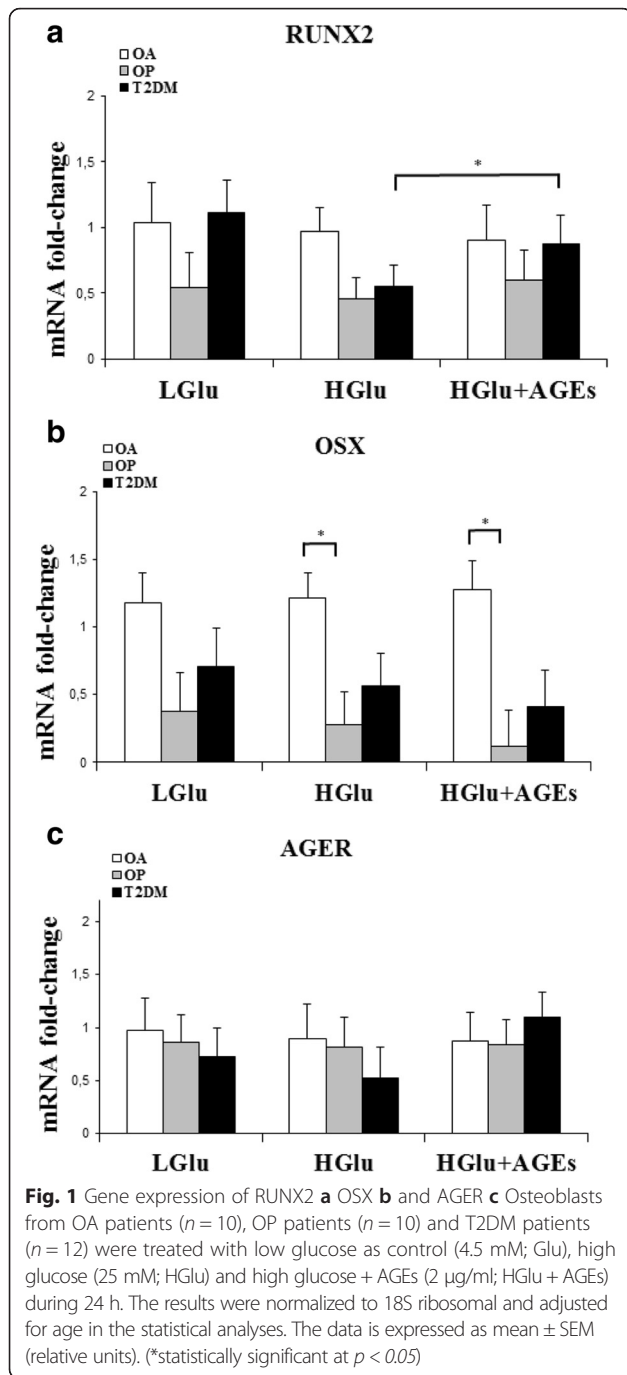 a
RUNX2
OA
OP
T2DM
mRNA fold-change
2
1,5
1
0,5
0
*
LGlu HGlu HGlu+AGEs
b
OSX
OA
OP
T2DM
mRNA fold-change
2
1,5
1
0,5
0
* *
LGlu HGlu HGlu+AGEs
c
AGER
OA
OP
T2DM
mRNA fold-change
2
1,5
1
0,5
0
LGlu HGlu HGlu+AGEs
Fig. 1 Gene expression of RUNX2 a OSX b and AGER c Osteoblasts
from OA patients (n = 10), OP patients (n = 10) and T2DM patients
(n = 12) were treated with low glucose as control (4.5 mM; Glu), high
glucose (25 mM; HGlu) and high glucose + AGEs (2 μg/ml; HGlu + AGEs)
during 24 h. The results were normalized to 18S ribosomal and adjusted
for age in the statistical analyses. The data is expressed as mean ± SEM
(relative units). (*statistically significant at p < 0.05)